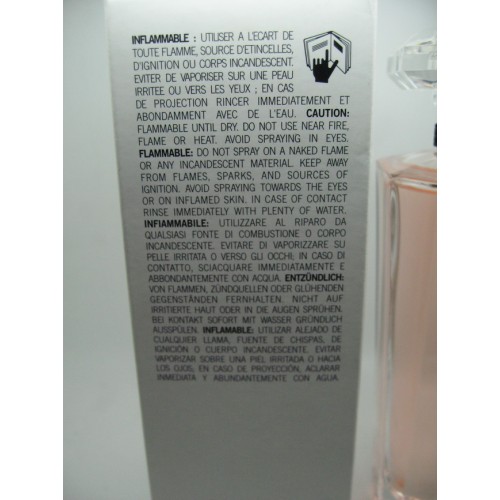 INFLAMMABLE : UTILISER A L'ECART DE
TOUTE FLAMME, SOURCE D'ETINCELLES,
D'IGNITION OU CORPS INCANDESCENT.
EVITER DE VAPORISER SUR UNE PEAU
IRRITEE OU VERS LES YEUX ; EN CAS
DE PROJECTION RINCER IMMEDIATEMENT ET
ABONDAMMENT AVEC DE L'EAU. CAUTION:
FLAMMABLE UNTIL DRY. DO NOT USE NEAR FIRE,
FLAME OR HEAT. AVOID SPRAYING IN EYES.
FLAMMABLE: DO NOT SPRAY ON A NAKED FLAME
OR ANY INCANDESCENT MATERIAL. KEEP AWAY
FROM FLAMES, SPARKS, AND SOURCES OF
IGNITION. AVOID SPRAYING TOWARDS THE EYES
OR ON INFLAMED SKIN. IN CASE OF CONTACT
RINSE IMMEDIATELY WITH PLENTY OF WATER.
INFIAMMABILE: UTILIZZARE AL RIPARO DA
QUALSIASI FONTE DI COMBUSTIONE O CORPO
INCANDESCENTE. EVITARE DI VAPORIZZARE SU
PELLE IRRITATA O VERSO GLI OCCHI; IN CASO DI
CONTATTO, SCIACQUARE IMMEDIATAMENTE E
ABBONDANTEMENTE CON ACQUA. ENTZÜNDLICH:
VON FLAMMEN, ZÜNDQUELLEN ODER GLÜHENDEN
GEGENSTÄNDEN FERNHALTEN. NICHT AUF
IRRITIERTE HAUT ODER IN DIE AUGEN SPRÜHEN.
BEI KONTAKT SOFORT MIT WASSER GRÜNDLICH
AUSSPÜLEN. INFLAMABLE: UTILIZAR ALEJADO DE
CUALQUIER LLAMA, FUENTE DE CHISPAS, DE
IGNICIÓN O CUERPO INCANDESCENTE. EVITAR
VAPORIZAR SOBRE UNA PIEL IRRITADA O HACIA
LOS OJOS, EN CASO DE PROYECCIÓN, ACLARAR
INMEDIATA Y ABUNDANTEMENTE CON AGUA.